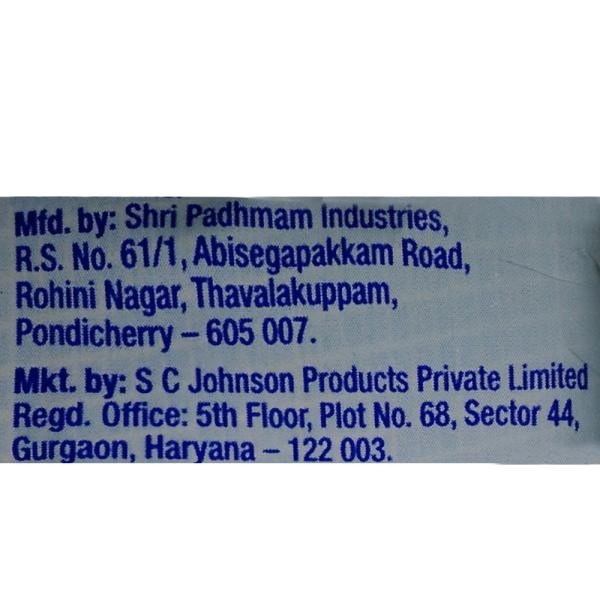 Mfd. by: Shri Padhmam Industries,
R.S. No. 61/1, Abisegapakkam Road,
Rohini Nagar, Thavalakuppam,
Pondicherry – 605 007.
Mkt. by: S C Johnson Products Private Limited
Regd. Office: 5th Floor, Plot No. 68, Sector 44,
Gurgaon, Haryana – 122 003.